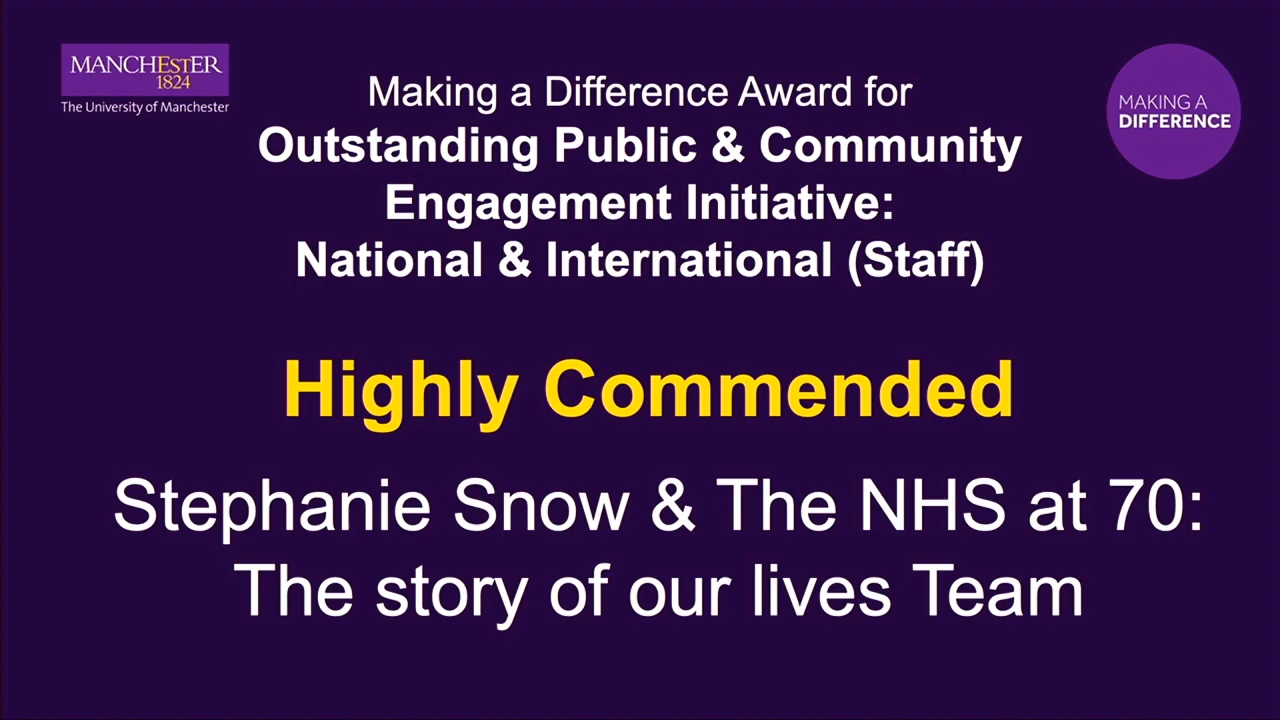 MANCHESTER
1824
The University of Manchester
MAKING A
DIFFERENCE
Making a Difference Award for
Outstanding Public & Community
Engagement Initiative:
National & International (Staff)
Highly Commended
Stephanie Snow & The NHS at 70:
The story of our lives Team